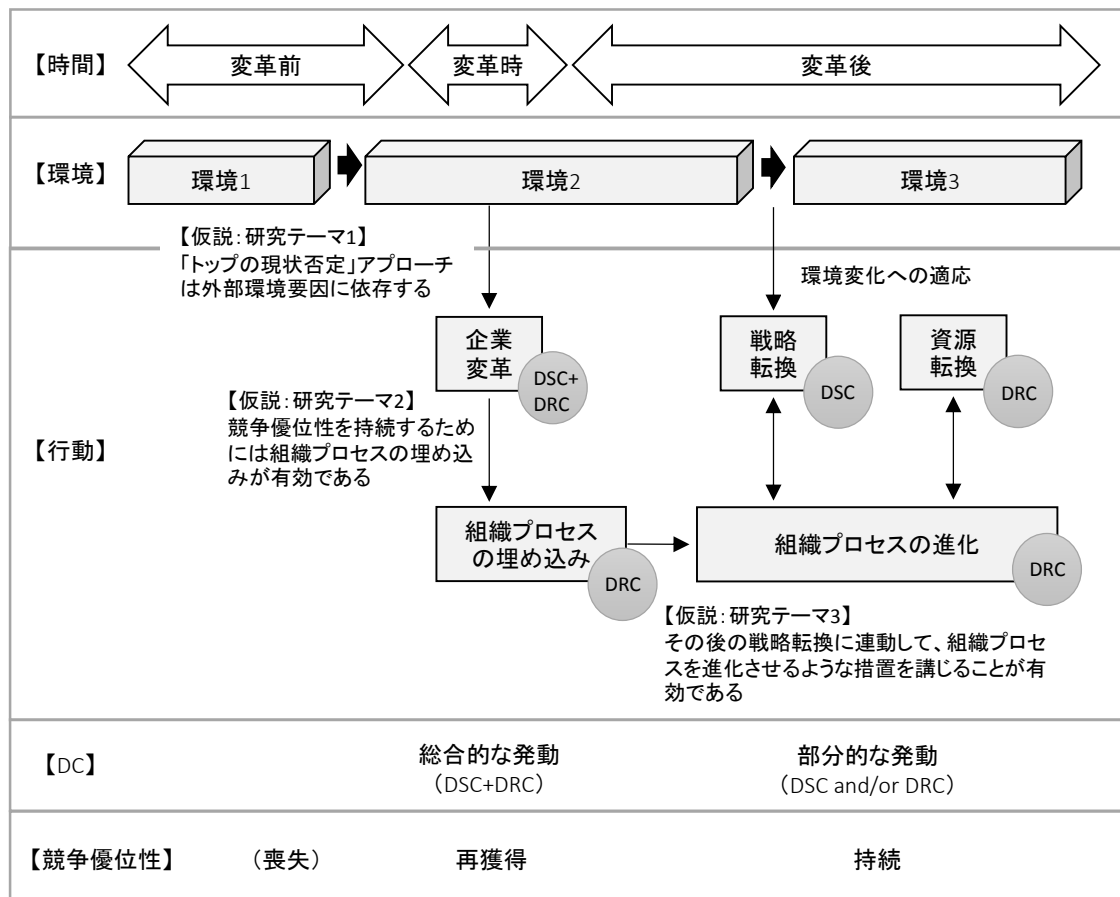 【時間】
変革前
変革時
変革後
【環境】
環境1
環境2
環境3
【仮説:研究テーマ1】
「トップの現状否定」アプローチ
は外部環境要因に依存する
環境変化への適応
【行動】
企業
変革
DSC+
DRC
戦略
転換
DSC
資源
転換
DRC
【仮説:研究テーマ2】
競争優位性を持続するため
には組織プロセスの埋め込
みが有効である
組織プロセス
の埋め込み
DRC
組織プロセスの進化
DRC
【仮説:研究テーマ3】
その後の戦略転換に連動して、組織プロセ
スを進化させるような措置を講じることが有
効である
【DC】
総合的な発動
(DSC+DRC)
部分的な発動
(DSC and/or DRC)
【競争優位性】
(喪失)
再獲得
持続